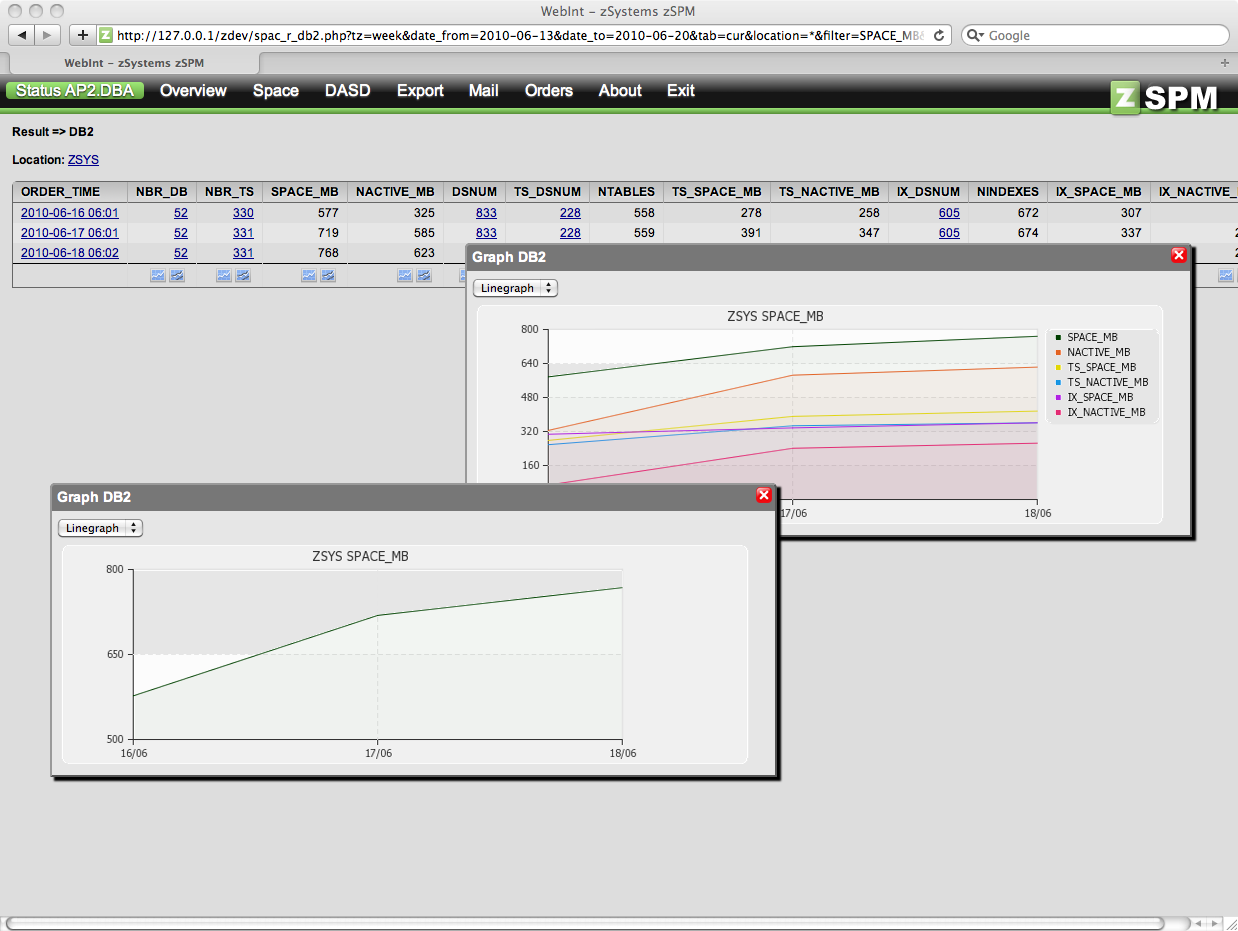 WebInt – zSystems zSPM
http://127.0.0.1/zdev/spac_r_db2.php?tz=week&date_from=2010-06-13&date_to=2010-06-20&tab=cur&location=*&filter=SPACE_MB& Google
WebInt – zSystems zSPM
Status AP2.DBA Overview Space DASD Export Mail Orders About Exit Z SPM
Result => DB2
Location: ZSYS
ORDER_TIME NBR_DB NBR_TS SPACE_MB NACTIVE_MB DSNUM TS_DSNUM NTABLES TS_SPACE_MB TS_NACTIVE_MB IX_DSNUM NINDEXES IX_SPACE_MB IX_NACTIVE_
2010-06-16 06:01 52 330 577 325 833 228 558 278 258 605 672 307
2010-06-17 06:01 52 331 719 585 833 228 559 391 347 605 674 337 2
2010-06-18 06:02 52 331 768 623 2
Graph DB2
Linegraph
ZSYS SPACE_MB
800
640
480
320
160
17/06 18/06
SPACE_MB
NACTIVE_MB
TS_SPACE_MB
TS_NACTIVE_MB
IX_SPACE_MB
IX_NACTIVE_MB
Graph DB2
Linegraph
ZSYS SPACE_MB
800
650
500
16/06 17/06 18/06